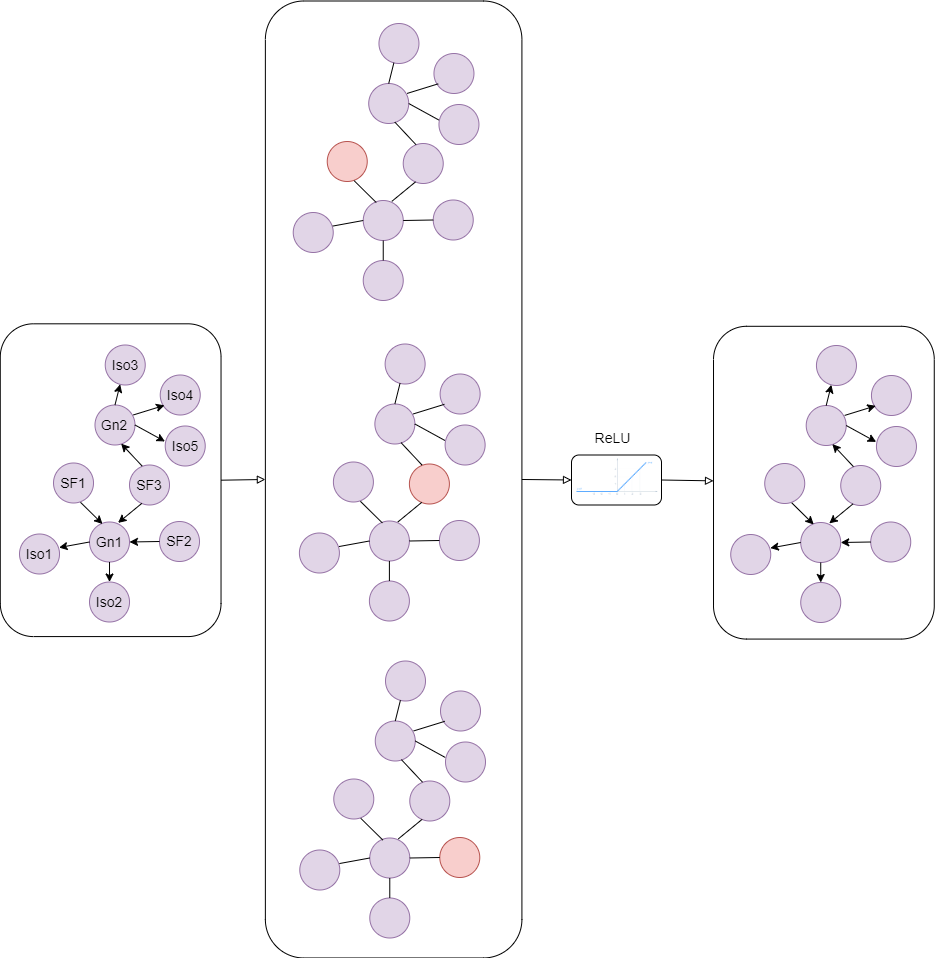 Iso3
Iso4
Gn2
Iso5
SF1
SF3
Gn1
SF2
Iso1
Iso2
ReLU